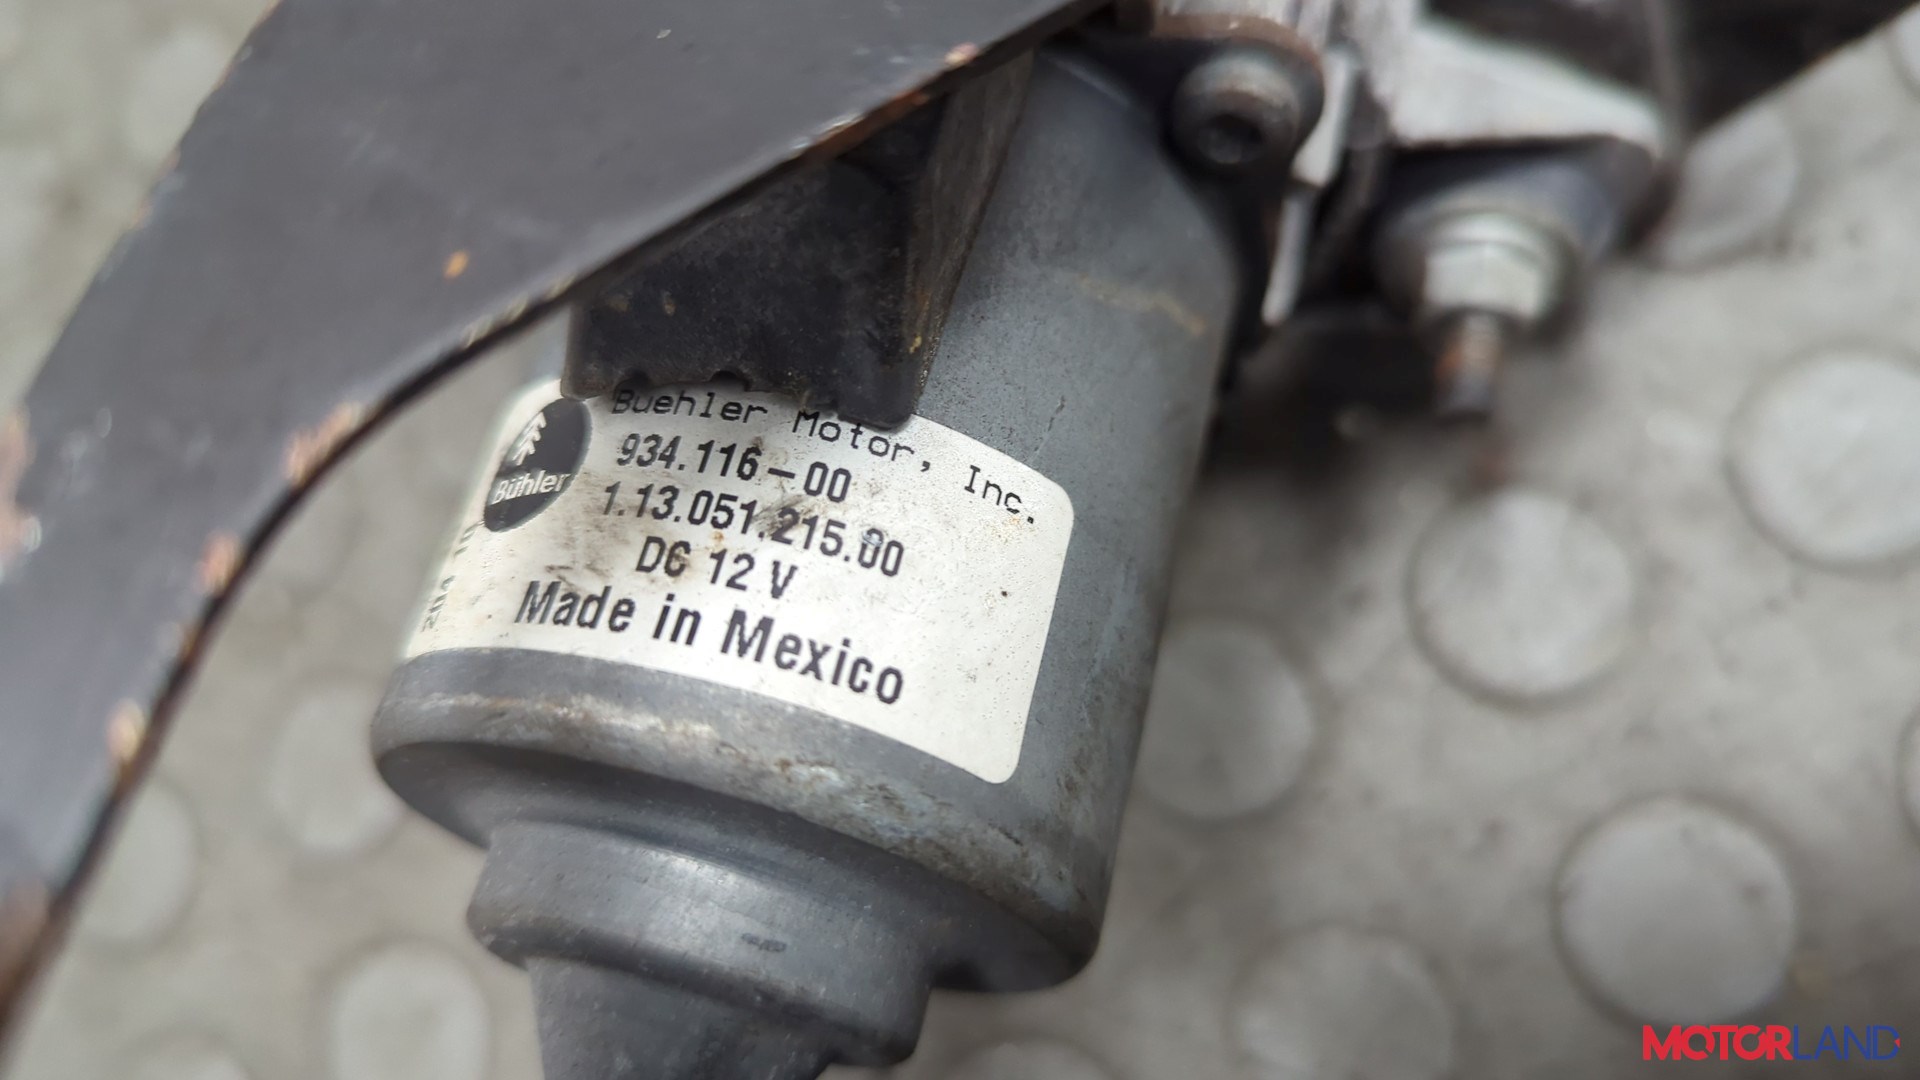 Buehler Motor, Inc.
Bühler
934.116-00
1.13.051.215.00
DC 12 V
Made in Mexico
MOTORLAND